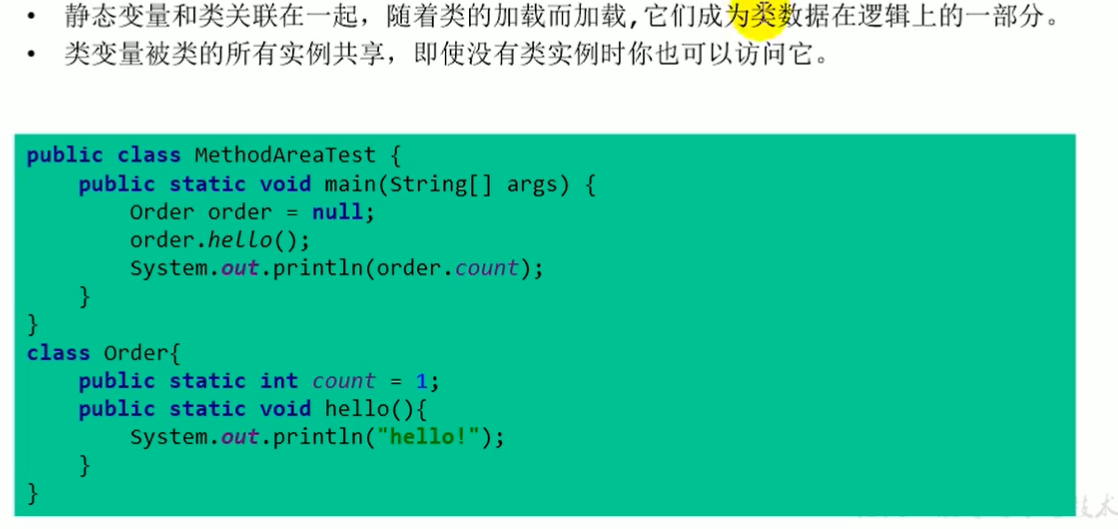 • 静态变量和类关联在一起，随着类的加载而加载,它们成为类数据在逻辑上的一部分。
• 类变量被类的所有实例共享，即使没有类实例时你也可以访问它。
public class MethodAreaTest {
    public static void main(String[] args) {
        Order order = null;
        order.hello();
        System.out.println(order.count);
    }
}
class Order{
    public static int count = 1;
    public static void hello(){
        System.out.println("hello!");
    }
}
技术